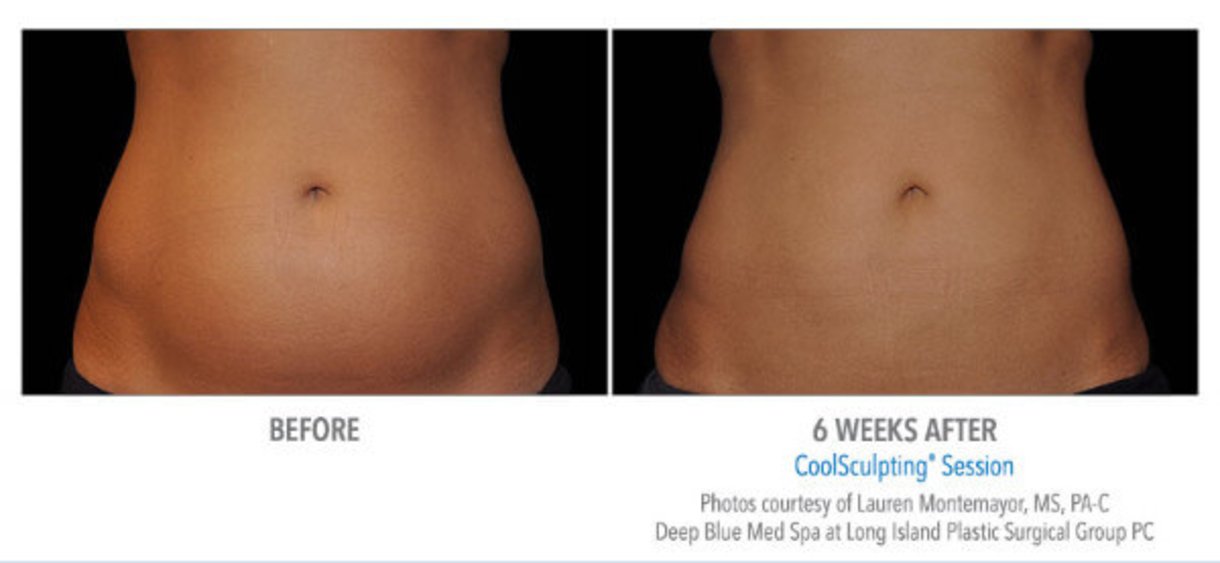 BEFORE
6 WEEKS AFTER
CoolSculpting® Session
Photos courtesy of Lauren Montemayor, MS, PA-C
Deep Blue Med Spa at Long Island Plastic Surgical Group PC